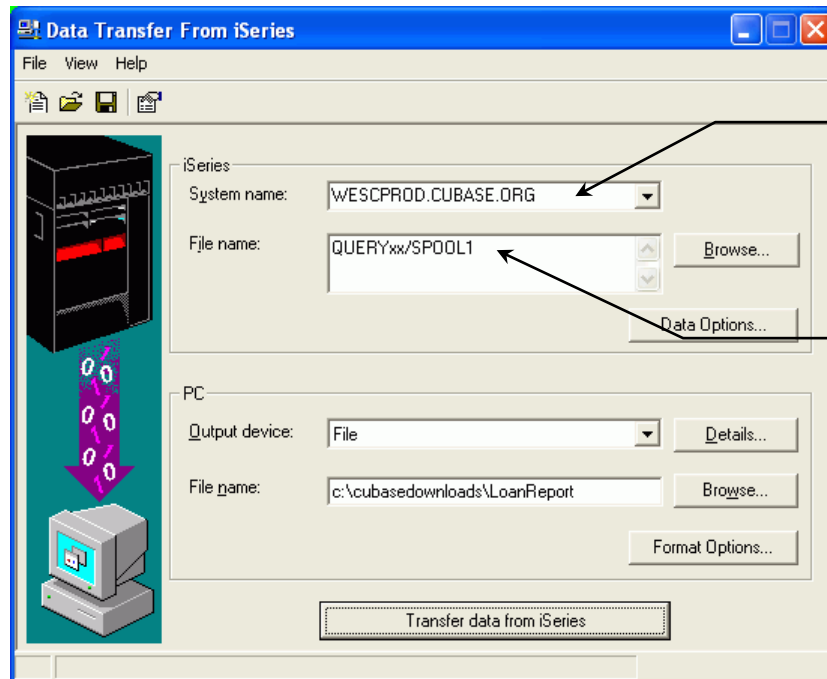 Data Transfer From iSeries
File View Help
iSeries
System name: WESCPROD.CUBASE.ORG
File name: QUERYxx/SPOOL1 Browse...
Data Options...
PC
Output device: File Details...
File name: c:\cubasedownloads\LoanReport Browse...
Format Options...
Transfer data from iSeries